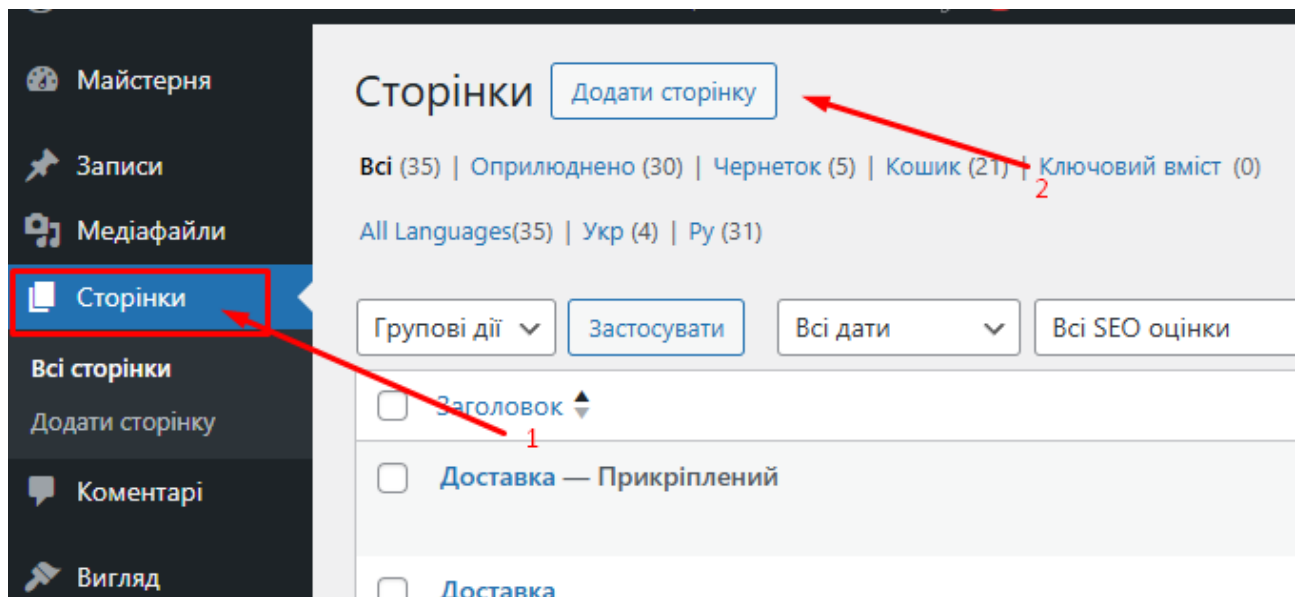 Майстерня
Записи
Медіафайли
Сторінки
Всі сторінки
Додати сторінку
Коментарі
Вигляд
Сторінки Додати сторінку
Всі (35) | Оприлюднено (30) | Чернеток (5) | Кошик (21) | Ключовий вміст (0)
2
All Languages(35) | Укр (4) | Ру (31)
Групові дії Застосувати Всі дати Всі SEO оцінки
Заголовок
1
Доставка — Прикріплений
Доставка